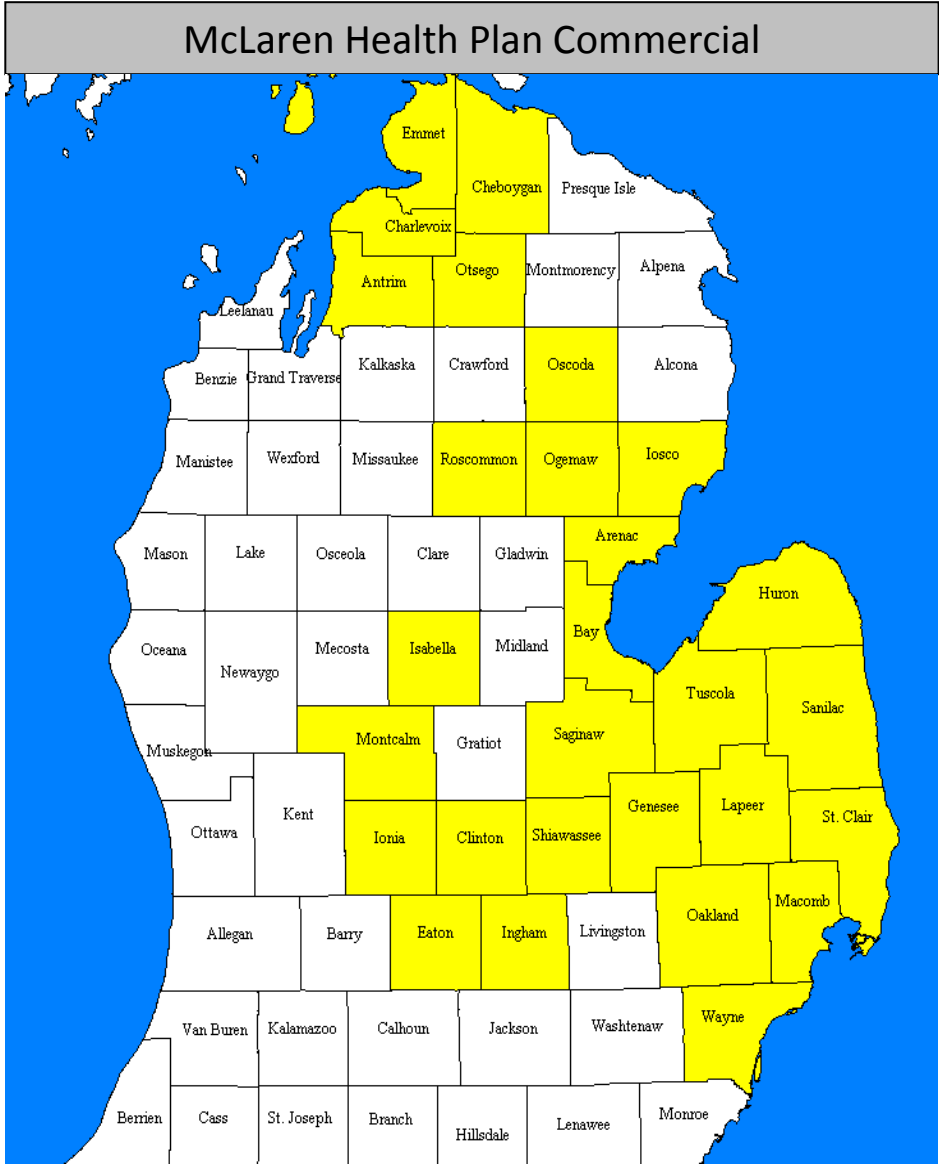 McLaren Health Plan Commercial
Emmet
Cheboygan
Presque Isle
Charlevoix
Antrim
Otsego
Montmorency
Alpena
Leelanau
Benzie
Grand Traverse
Kalkaska
Crawford
Oscoda
Alcona
Manistee
Wexford
Missaukee
Roscommon
Ogemaw
Iosco
Arenac
Mason
Lake
Osceola
Clare
Gladwin
Huron
Bay
Oceana
Newaygo
Mecosta
Isabella
Midland
Tuscola
Sanilac
Muskegon
Montcalm
Gratiot
Saginaw
Ottawa
Kent
Ionia
Clinton
Shiawassee
Genesee
Lapeer
St. Clair
Allegan
Barry
Eaton
Ingham
Livingston
Oakland
Macomb
Van Buren
Kalamazoo
Calhoun
Jackson
Washtenaw
Wayne
Berrien
Cass
St. Joseph
Branch
Hillsdale
Lenawee
Monroe